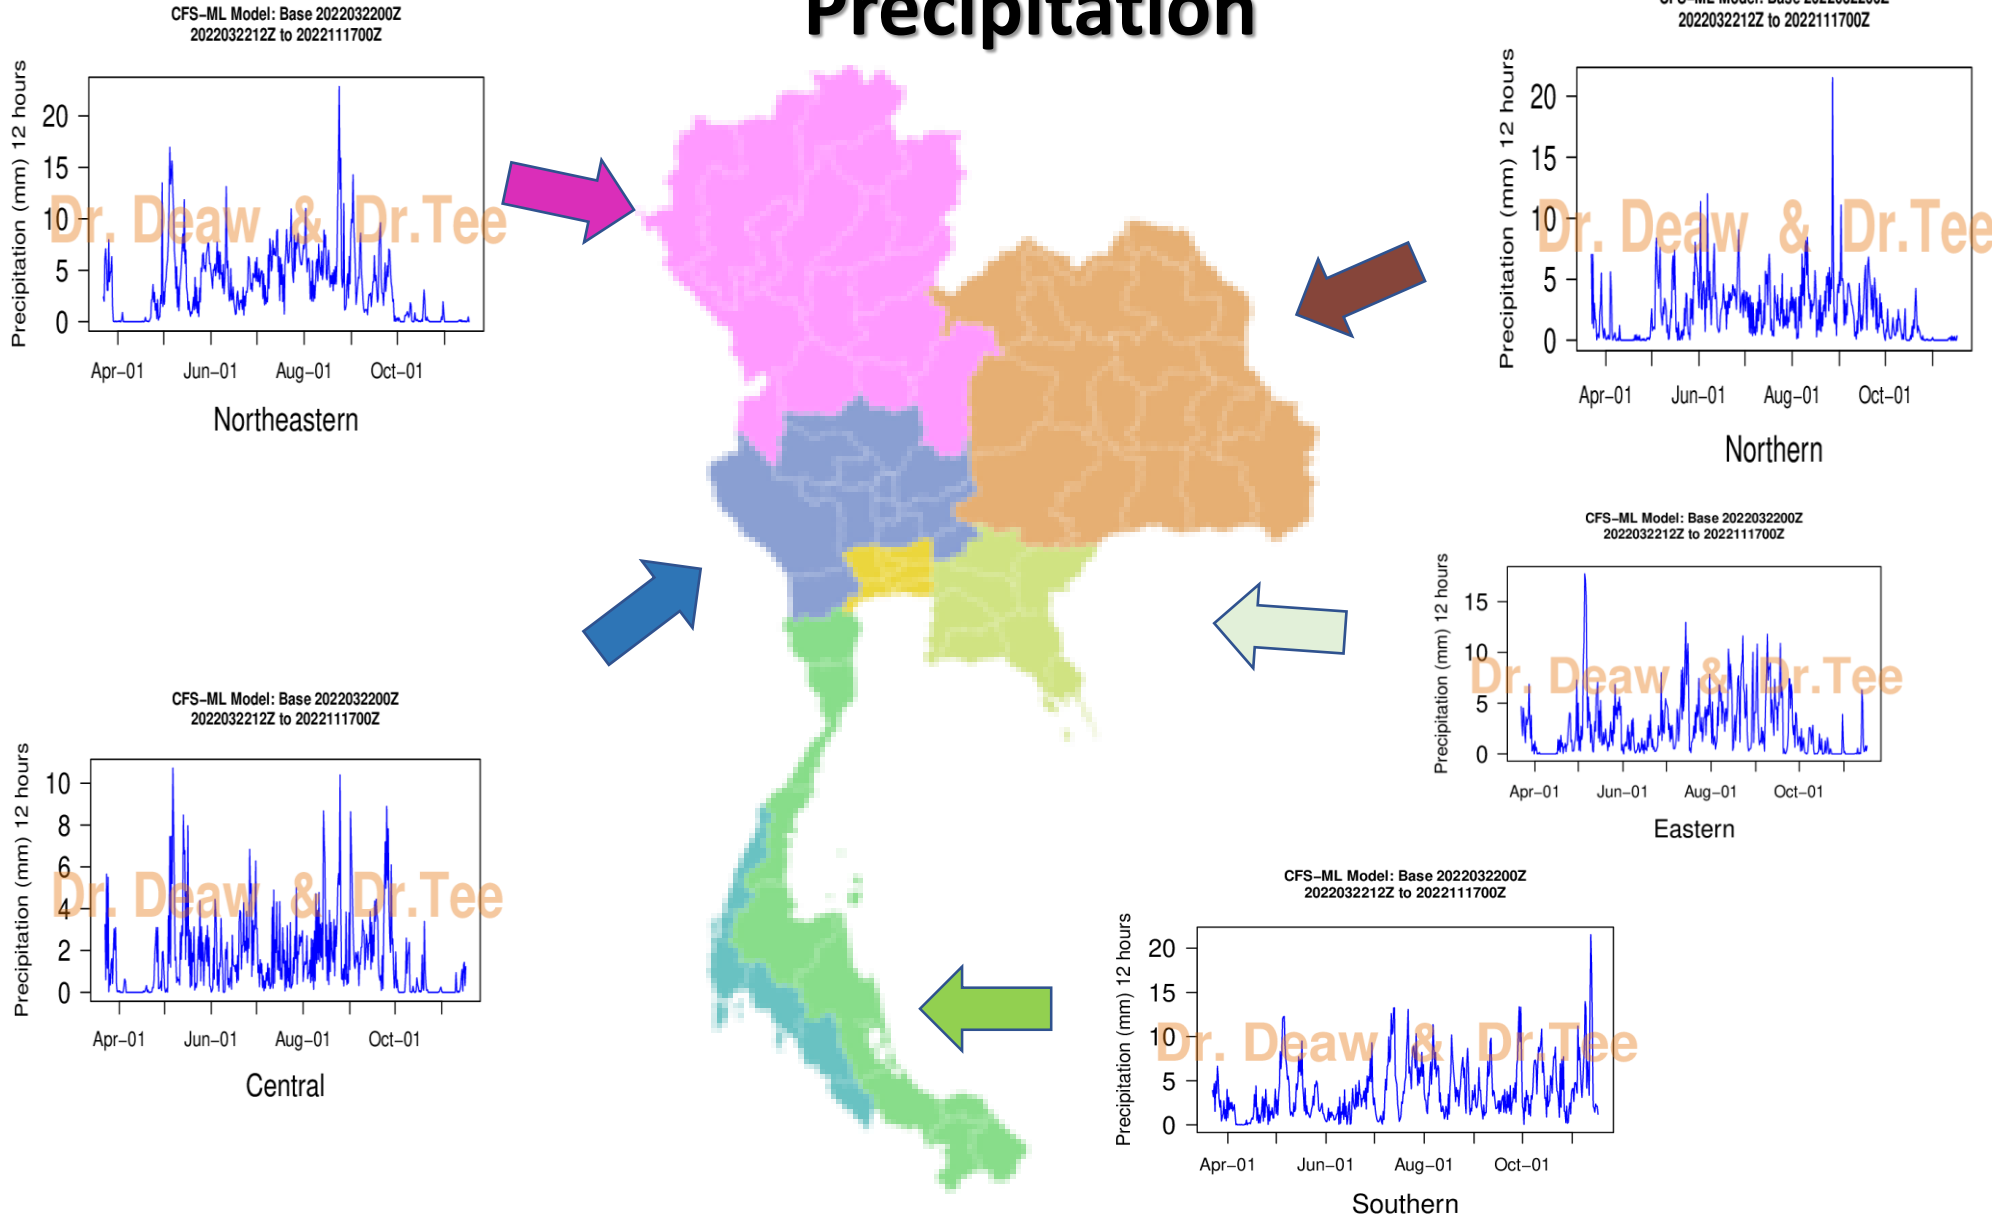 Precipitation
CFS-ML Model: Base 2022032200Z
2022032212Z to 2022111700Z
Precipitation (mm) 12 hours
20
15
10
5
0
Dr. Deaw & Dr.Tee
Apr-01 Jun-01 Aug-01 Oct-01
Northeastern
CFS-ML Model: Base 2022032200Z
2022032212Z to 2022111700Z
Precipitation (mm) 12 hours
20
15
10
5
0
Dr. Deaw & Dr.Tee
Apr-01 Jun-01 Aug-01 Oct-01
Northern
CFS-ML Model: Base 2022032200Z
2022032212Z to 2022111700Z
Precipitation (mm) 12 hours
15
10
5
0
Dr. Deaw & Dr.Tee
Apr-01 Jun-01 Aug-01 Oct-01
Eastern
CFS-ML Model: Base 2022032200Z
2022032212Z to 2022111700Z
Precipitation (mm) 12 hours
10
8
6
4
2
0
Dr. Deaw & Dr.Tee
Apr-01 Jun-01 Aug-01 Oct-01
Central
CFS-ML Model: Base 2022032200Z
2022032212Z to 2022111700Z
Precipitation (mm) 12 hours
20
15
10
5
0
Dr. Deaw & Dr.Tee
Apr-01 Jun-01 Aug-01 Oct-01
Southern